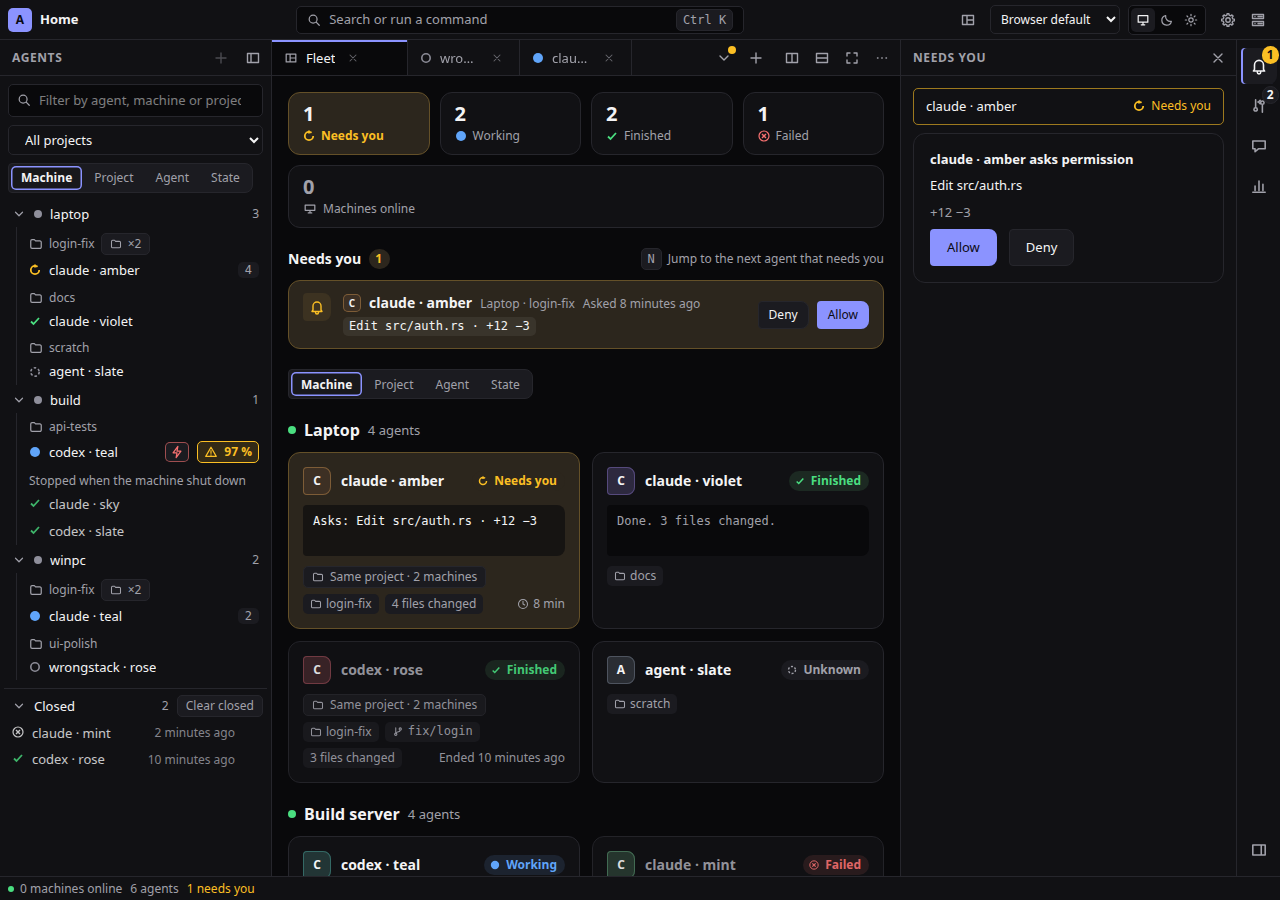 A Home
Search or run a command Ctrl K
Browser default
AGENTS
Filter by agent, machine or projec
All projects
Machine Project Agent State
laptop 3
login-fix ×2
claude · amber 4
docs
claude · violet
scratch
agent · slate
build 1
api-tests
codex · teal 97 %
Stopped when the machine shut down
claude · sky
codex · slate
winpc 2
login-fix ×2
claude · teal 2
ui-polish
wrongstack · rose
Closed 2 Clear closed
claude · mint 2 minutes ago
codex · rose 10 minutes ago
Fleet wro... clau...
1 Needs you
2 Working
2 Finished
1 Failed
0 Machines online
Needs you 1 N Jump to the next agent that needs you
C claude · amber Laptop · login-fix Asked 8 minutes ago
Edit src/auth.rs · +12 −3
Deny Allow
Machine Project Agent State
Laptop 4 agents
C claude · amber Needs you
Asks: Edit src/auth.rs · +12 −3
Same project · 2 machines
login-fix 4 files changed 8 min
C claude · violet Finished
Done. 3 files changed.
docs
C codex · rose Finished
Same project · 2 machines
login-fix fix/login
3 files changed Ended 10 minutes ago
A agent · slate Unknown
scratch
Build server 4 agents
C codex · teal Working
C claude · mint Failed
NEEDS YOU
claude · amber Needs you
claude · amber asks permission
Edit src/auth.rs
+12 −3
Allow Deny
1
2
0 machines online 6 agents 1 needs you